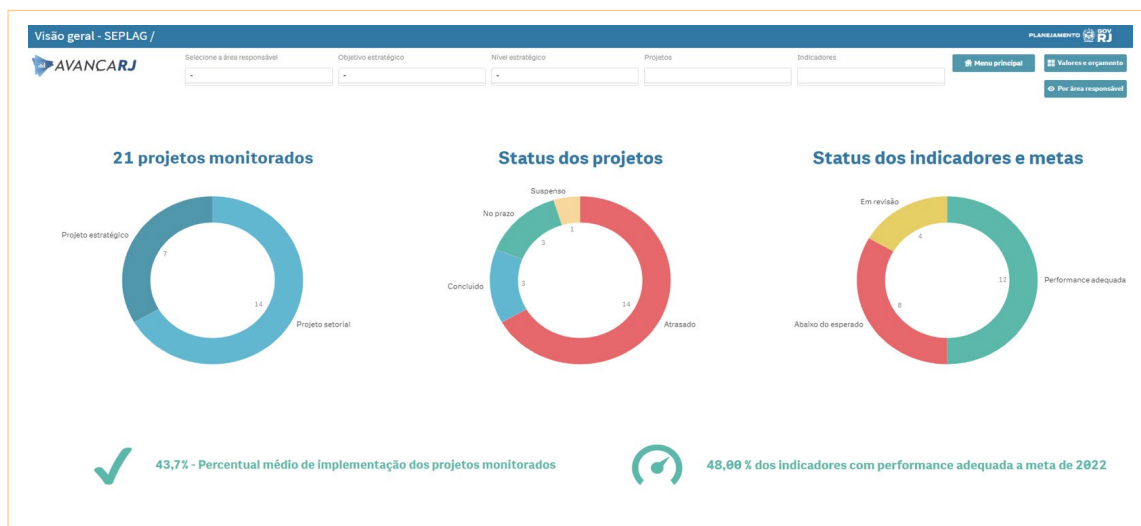 Visão geral - SEPLAG /
PLANEJAMENTO GOV RJ
AVANCARJ
Selecione a área responsável
Objetivo estratégico
Nível estratégico
Projetos
Indicadores
Menu principal
Valores e orçamento
-
-
-
Por área responsável
21 projetos monitorados
Status dos projetos
Status dos indicadores e metas
Projeto estratégico
7
14
Projeto setorial
Suspenso
No prazo
1
3
Concluído
3
14
Atrasado
Em revisão
4
12
Performance adequada
8
Abaixo do esperado
43,7% - Percentual médio de implementação dos projetos monitorados
48,00 % dos indicadores com performance adequada a meta de 2022